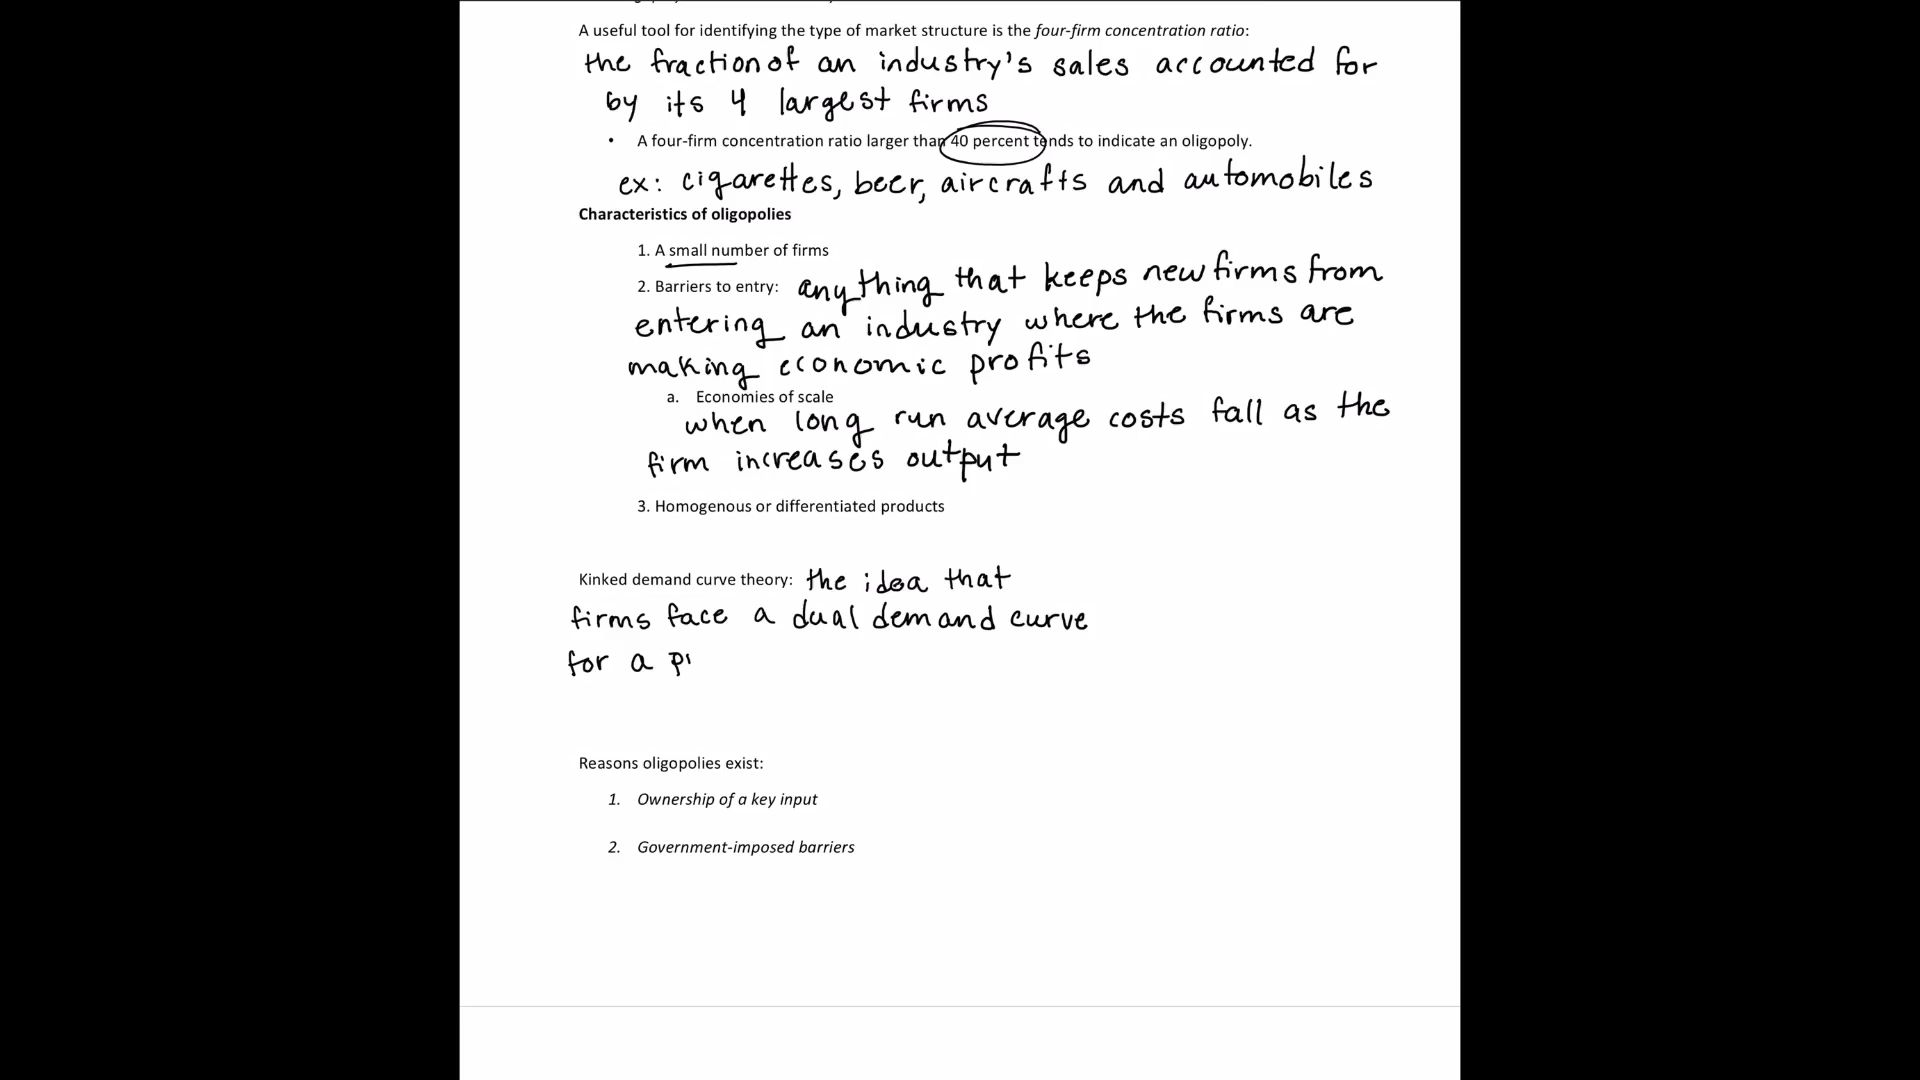 A useful tool for identifying the type of market structure is the four-firm concentration ratio:
the fraction of an industry's sales accounted for
by its 4 largest firms
• A four-firm concentration ratio larger than 40 percent tends to indicate an oligopoly.
ex: cigarettes, beer, aircrafts and automobiles
Characteristics of oligopolies
1. A small number of firms
2. Barriers to entry: anything that keeps new firms from
entering an industry where the firms are
making economic profits
a. Economies of scale
when long run average costs fall as the
firm increases output
3. Homogenous or differentiated products
Kinked demand curve theory: the idea that
firms face a dual demand curve
for a
Reasons oligopolies exist:
1. Ownership of a key input
2. Government-imposed barriers